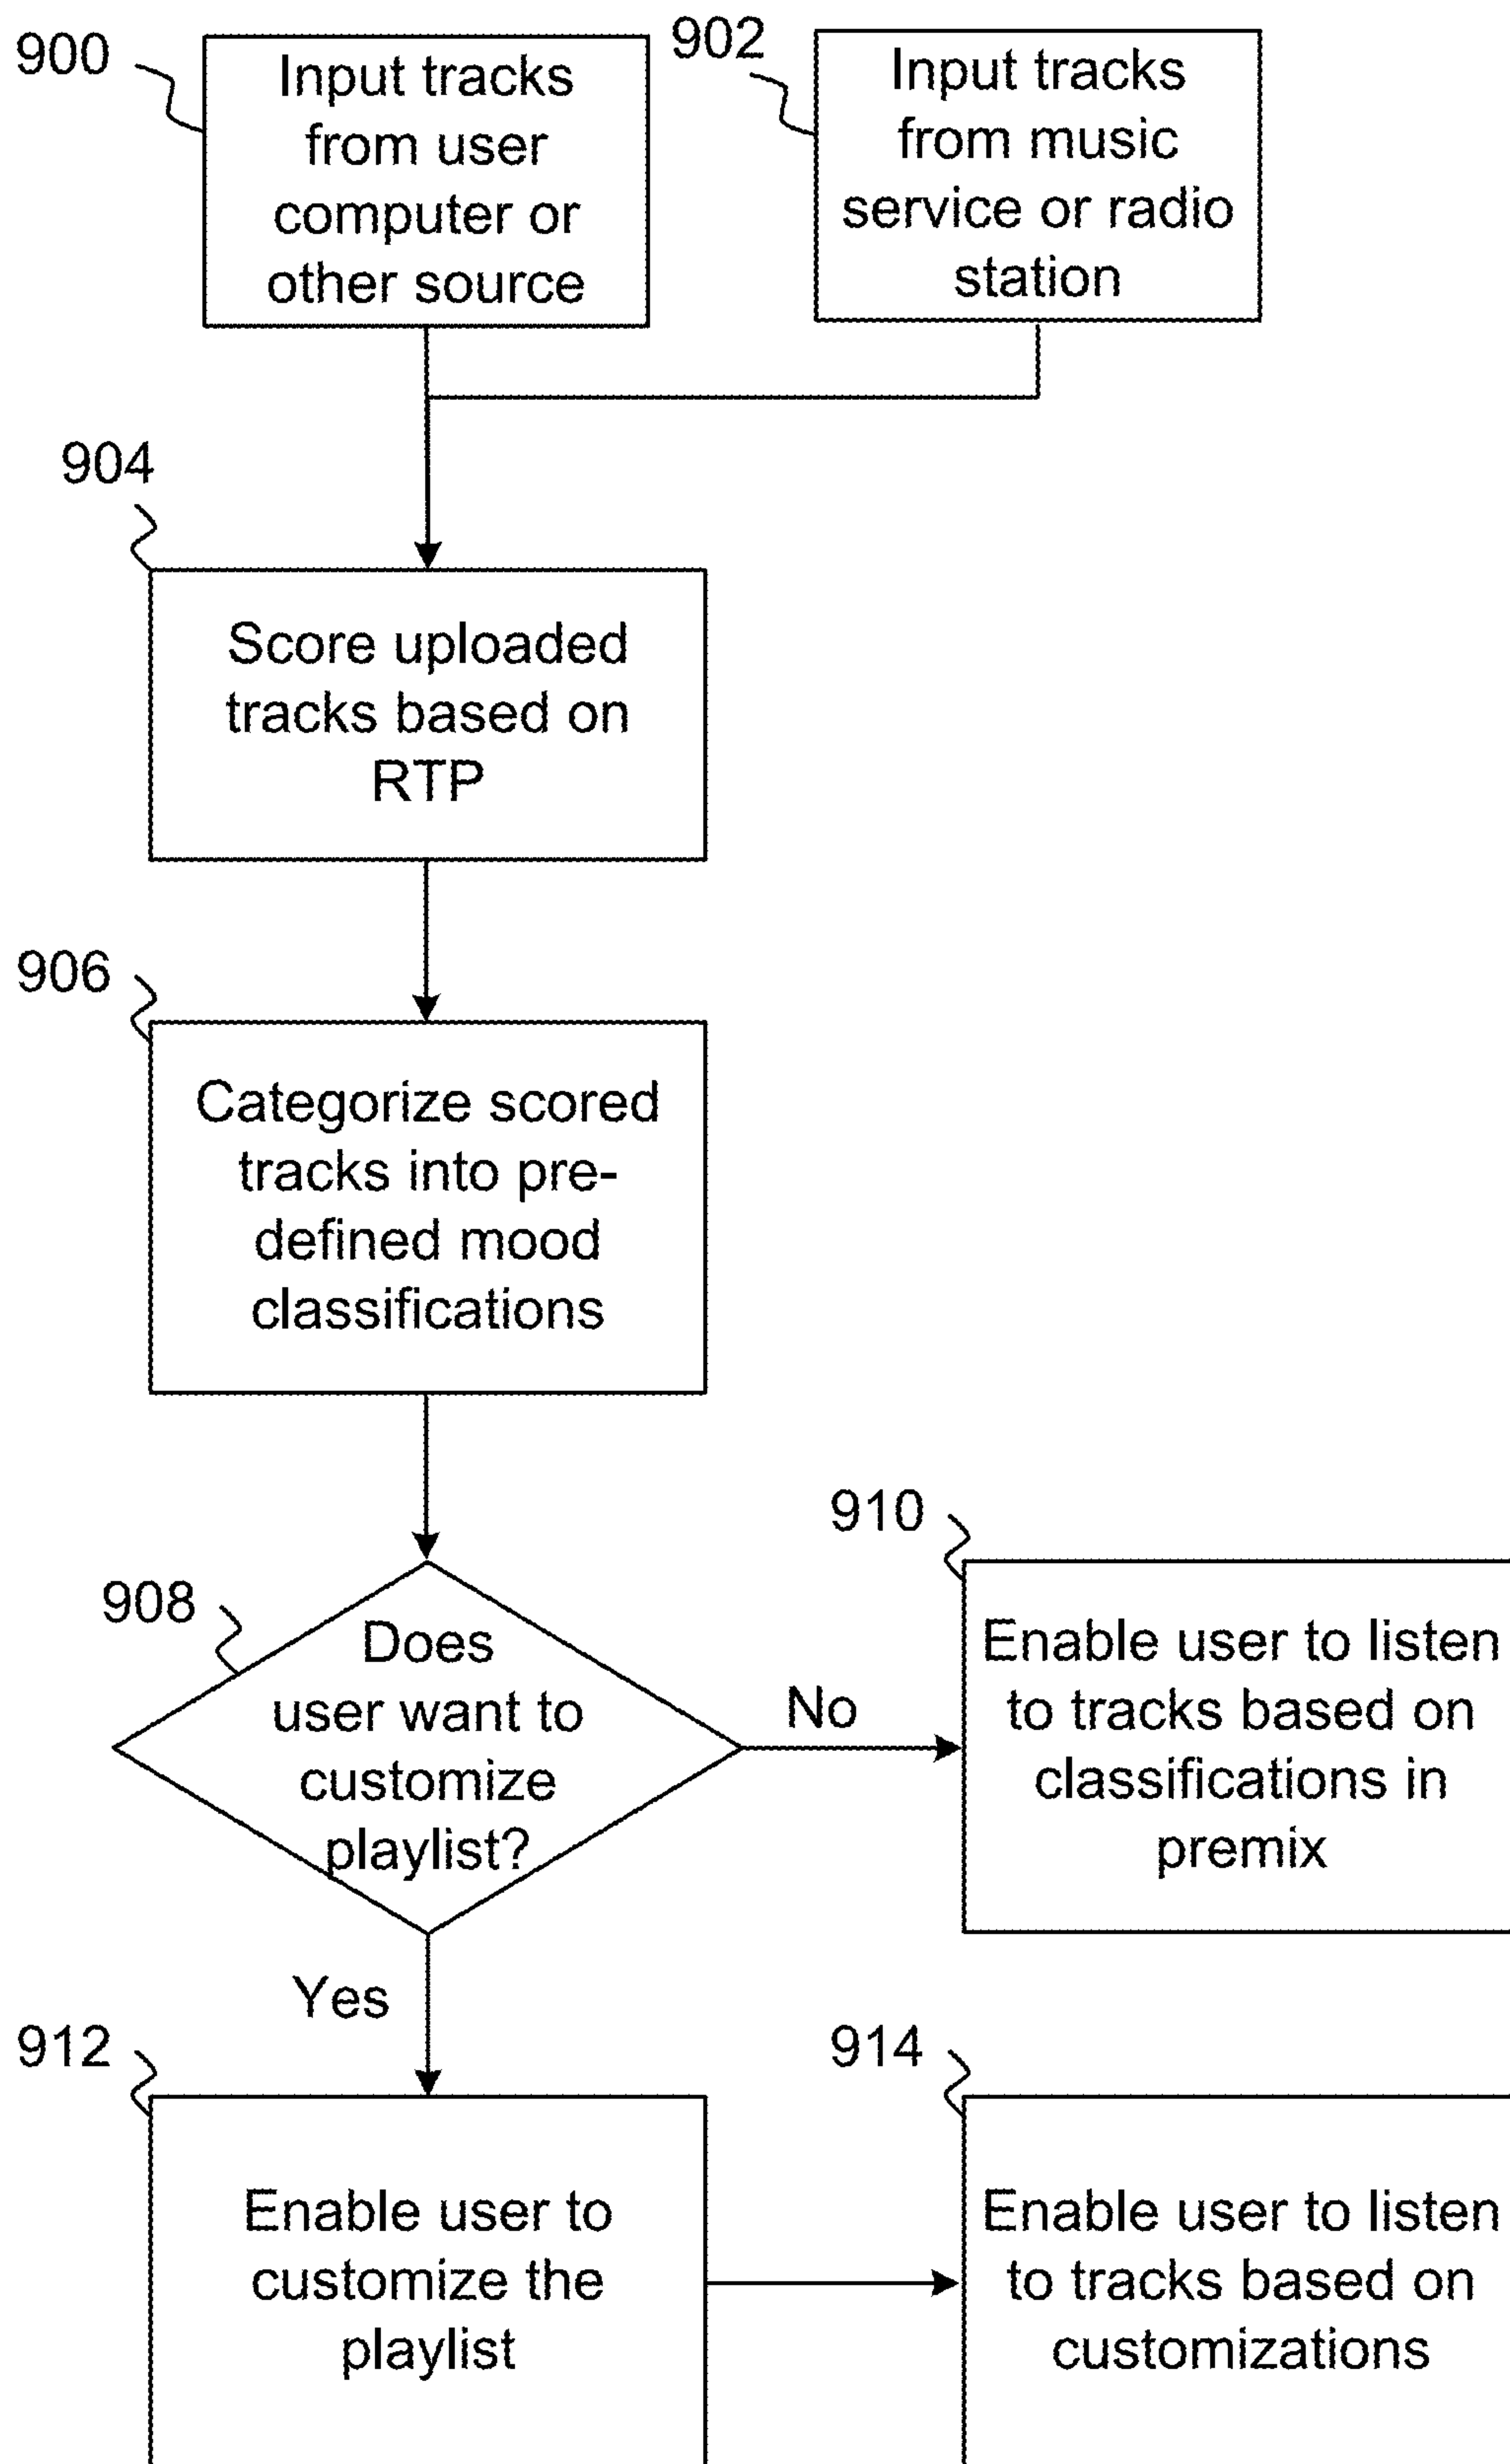 900
Input tracks
from user
computer or
other source
902
Input tracks
from music
service or radio
station
904
Score uploaded
tracks based on
RTP
906
Categorize scored
tracks into pre-
defined mood
classifications
908
Does
user want to
customize
playlist?
No
910
Enable user to listen
to tracks based on
classifications in
premix
Yes
912
Enable user to
customize the
playlist
914
Enable user to listen
to tracks based on
customizations